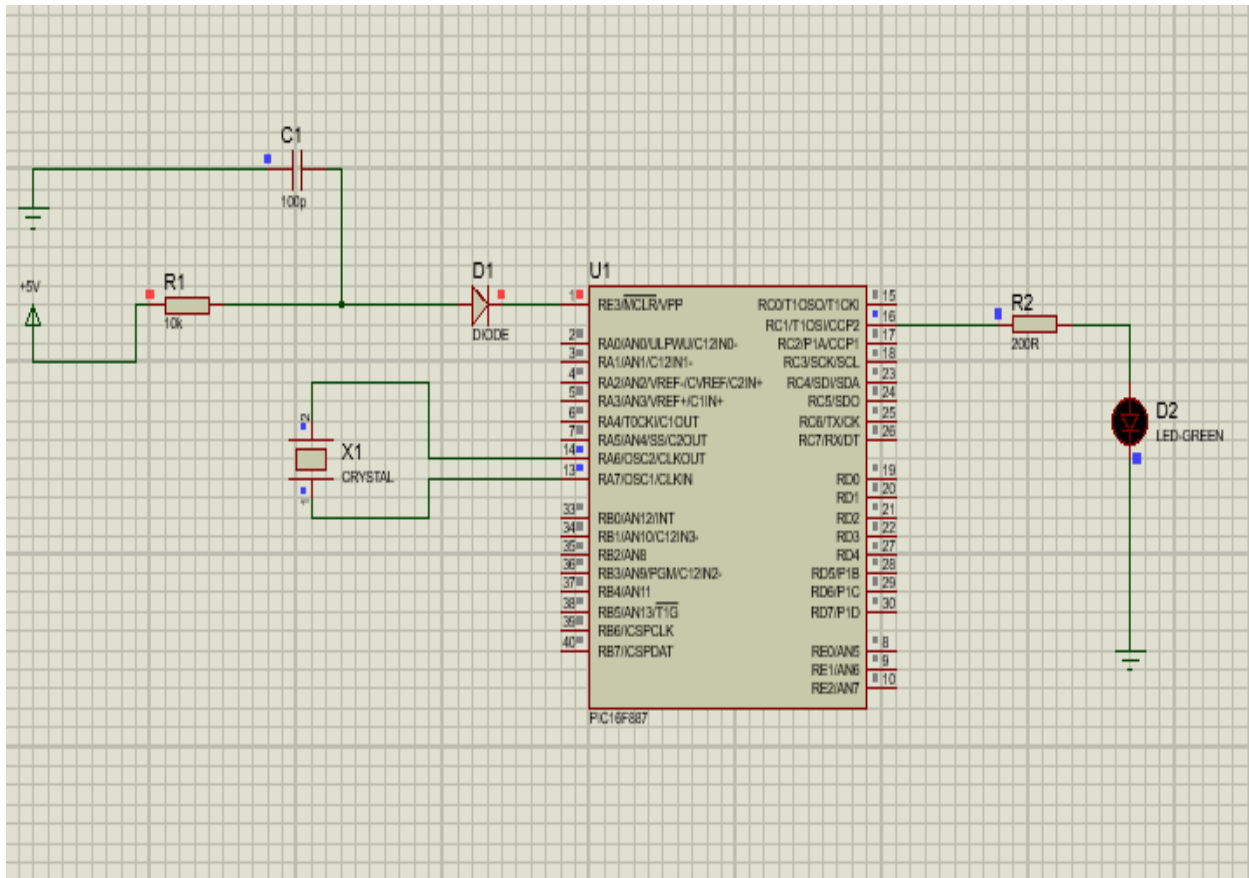 C1
100p
+5V
R1
10k
D1
DIODE
U1
PIC16F887
1 RE3/MCLR/VPP
2 RA0/AN0/ULPWU/C12IN0-
3 RA1/AN1/C12IN1-
4 RA2/AN2/VREF-/CVREF/C2IN+
5 RA3/AN3/VREF+/C1IN+
6 RA4/T0CKI/C1OUT
7 RA5/AN4/SS/C2OUT
14 RA6/OSC2/CLKOUT
13 RA7/OSC1/CLKIN
33 RB0/AN12/INT
34 RB1/AN10/C12IN3-
35 RB2/AN8
36 RB3/AN9/PGM/C12IN2-
37 RB4/AN11
38 RB5/AN13/T1G
39 RB6/ICSPCLK
40 RB7/ICSPDAT
RC0/T1OSO/T1CKI 15
RC1/T1OSI/CCP2 16
RC2/P1A/CCP1 17
RC3/SCK/SCL 18
RC4/SDI/SDA 23
RC5/SDO 24
RC6/TX/CK 25
RC7/RX/DT 26
RD0 19
RD1 20
RD2 21
RD3 22
RD4 27
RD5/P1B 28
RD6/P1C 29
RD7/P1D 30
RE0/AN5 8
RE1/AN6 9
RE2/AN7 10
2
X1
CRYSTAL
1
R2
200R
D2
LED-GREEN